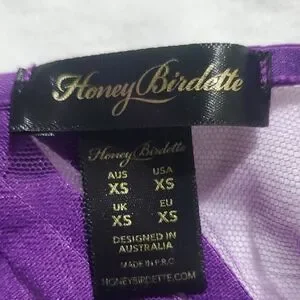 Honey Birdette
Honey Birdette
AUS USA
XS XS
UK EU
XS XS
DESIGNED IN
AUSTRALIA
MADE IN P.R.C
HONEYBIRDETTE.COM